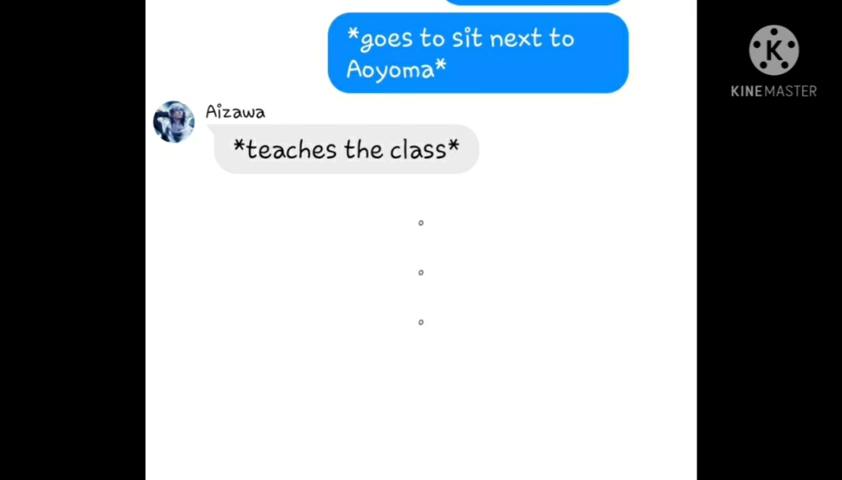 *goes to sit next to
Aoyoma*
K
KINEMASTER
Aizawa
*teaches the class*